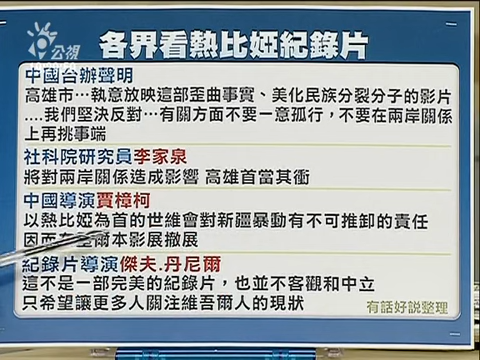 公視
各界看熱比婭紀錄片
中國台辦聲明
高雄市…執意放映這部歪曲事實、美化民族分裂分子的影片
....我們堅決反對…有關方面不要一意孤行，不要在兩岸關係
上再挑事端
社科院研究員李家泉
將對兩岸關係造成影響 高雄首當其衝
中國導演賈樟柯
以熱比婭為首的世維會對新疆暴動有不可推卸的責任
因而在墨爾本影展撤展
紀錄片導演傑夫.丹尼爾
這不是一部完美的紀錄片，也並不客觀和中立
只希望讓更多人關注維吾爾人的現狀
有話好說整理